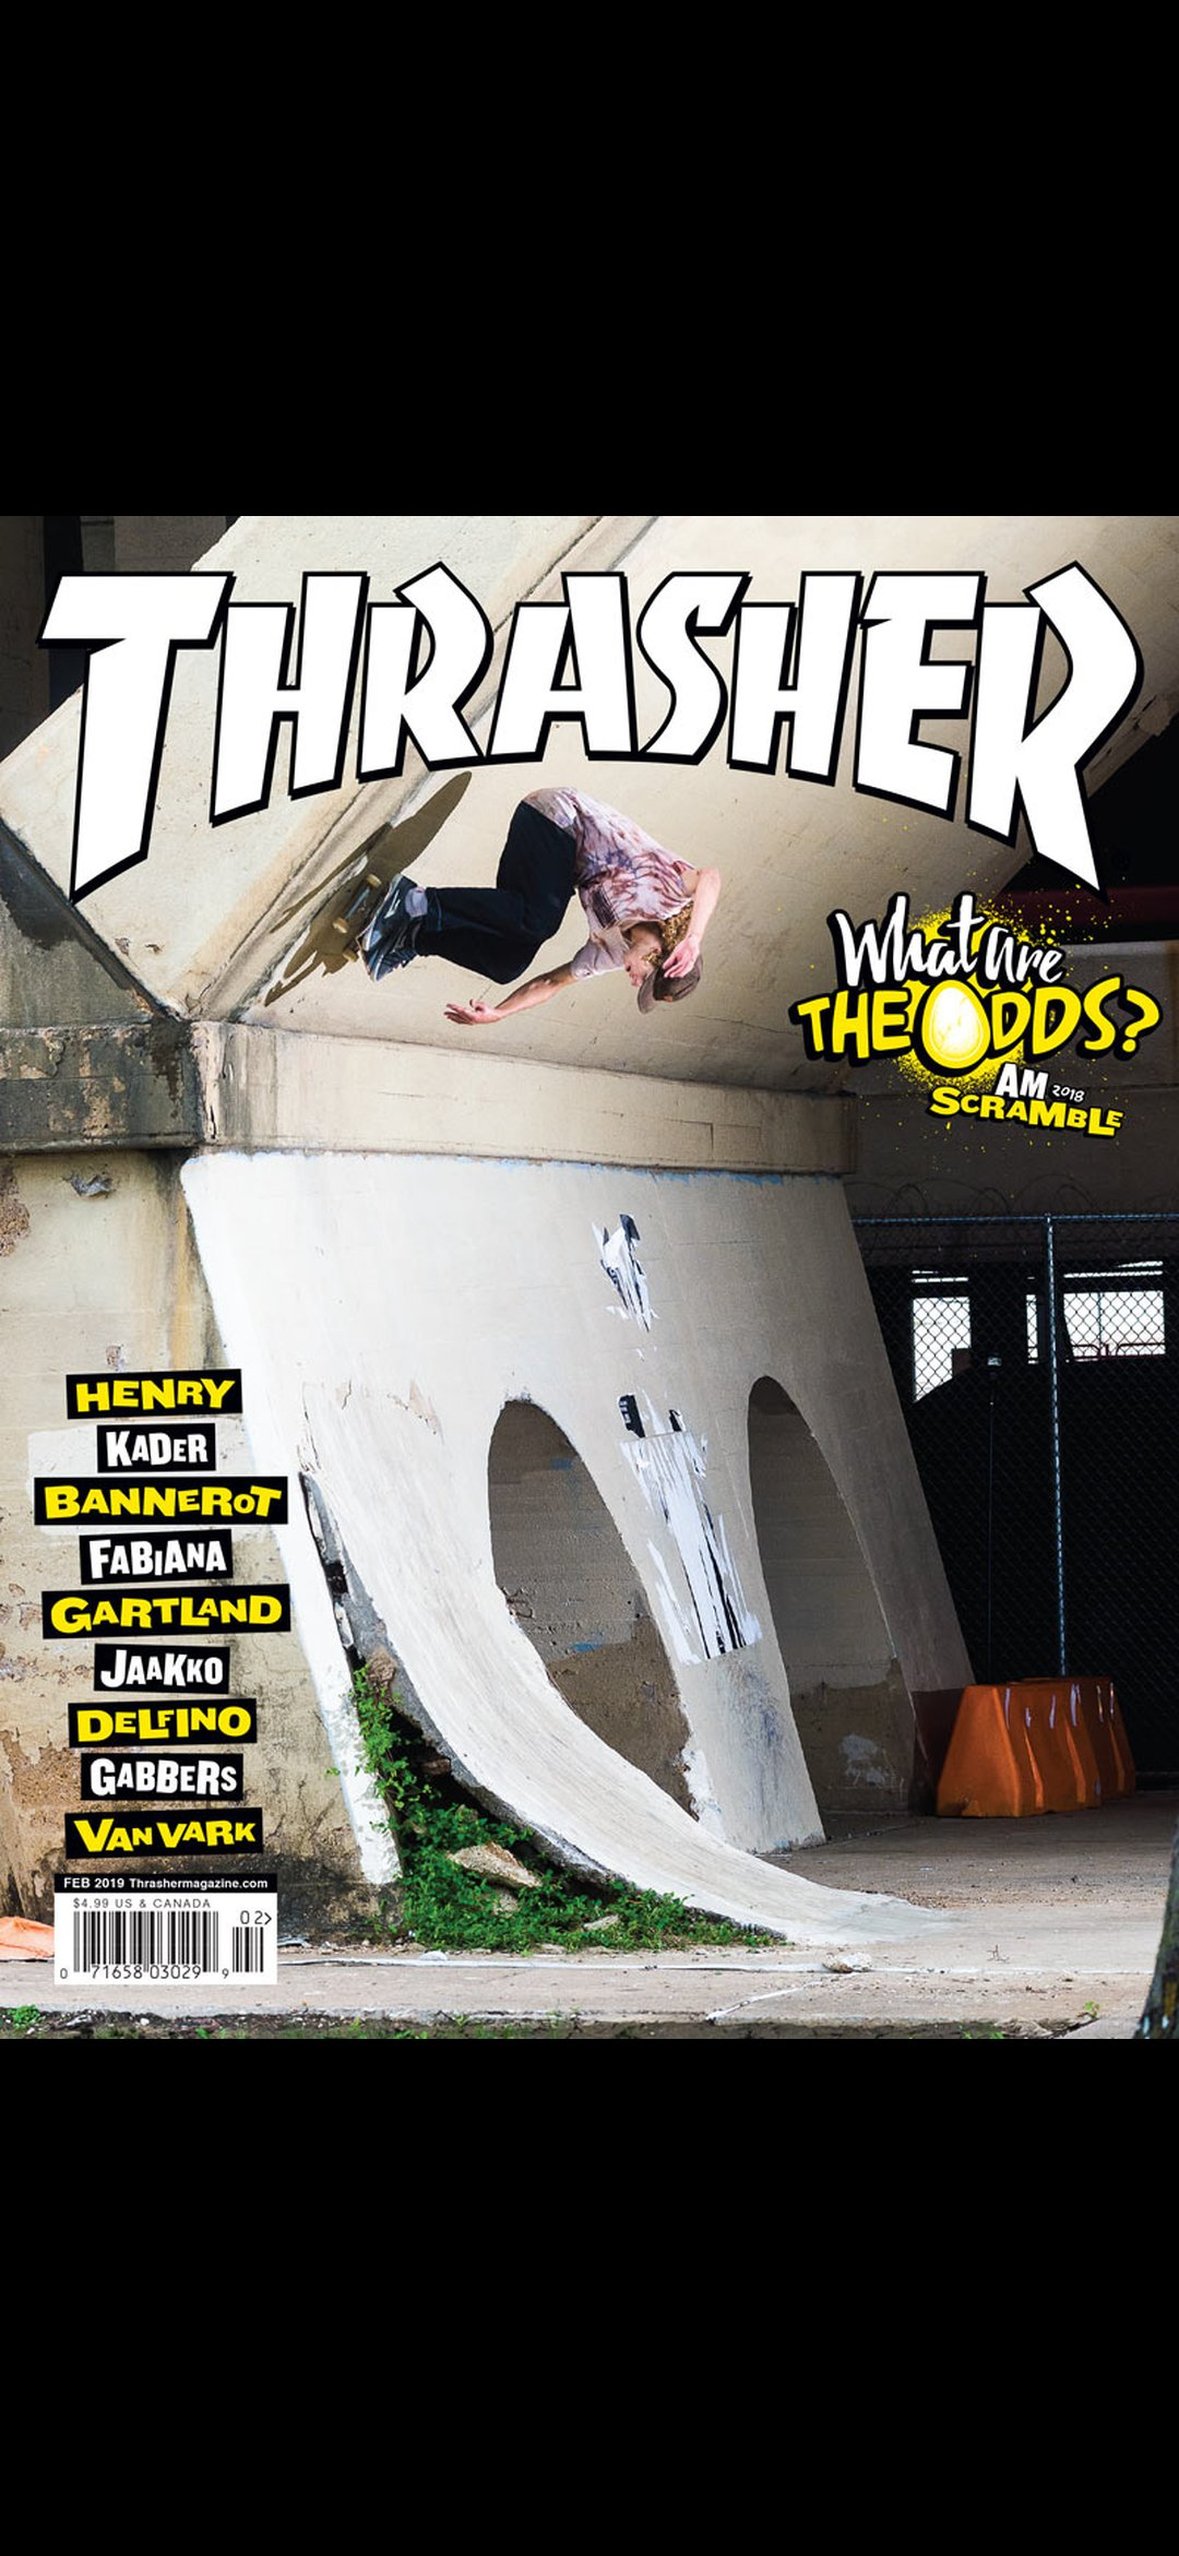 THRASHER
What are
THE ODDS?
AM 2018
SCRAMBLE
HENRY
KADER
BANNEROT
FABIANA
GARTLAND
JAAKKO
DELFINO
GABBERS
VAN VARK
FEB 2019 Thrashermagazine.com
$4.99 US & CANADA
02>
0 71658 03029 9